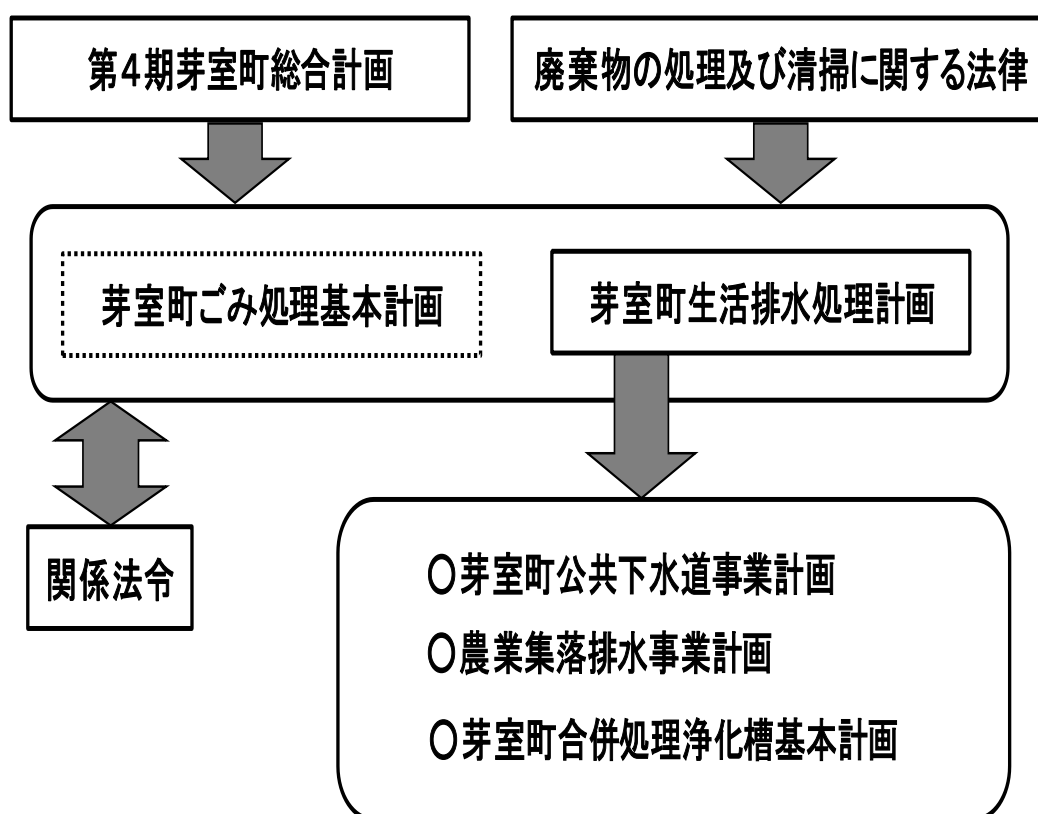 第4期芽室町総合計画
廃棄物の処理及び清掃に関する法律
芽室町ごみ処理基本計画
芽室町生活排水処理計画
関係法令
○芽室町公共下水道事業計画
○農業集落排水事業計画
○芽室町合併処理浄化槽基本計画